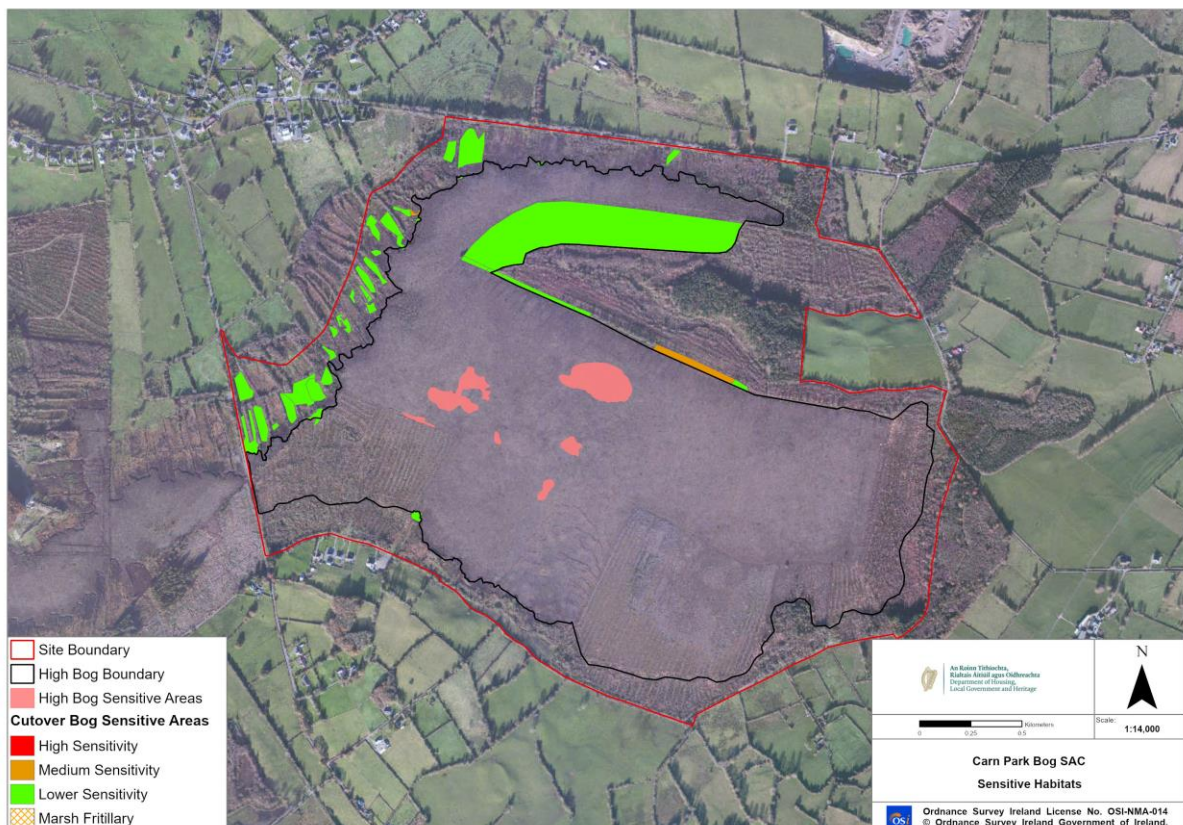 Site Boundary
High Bog Boundary
High Bog Sensitive Areas
Cutover Bog Sensitive Areas
High Sensitivity
Medium Sensitivity
Lower Sensitivity
Marsh Fritillary
An Roinn Tithíochta,
Rialtais Áitiúil agus Oidhreachta
Department of Housing,
Local Government and Heritage
N
Kilometers
0 0.25 0.5
Scale:
1:14,000
Carn Park Bog SAC
Sensitive Habitats
OSi
Ordnance Survey Ireland License No. OSI-NMA-014
© Ordnance Survey Ireland Government of Ireland.